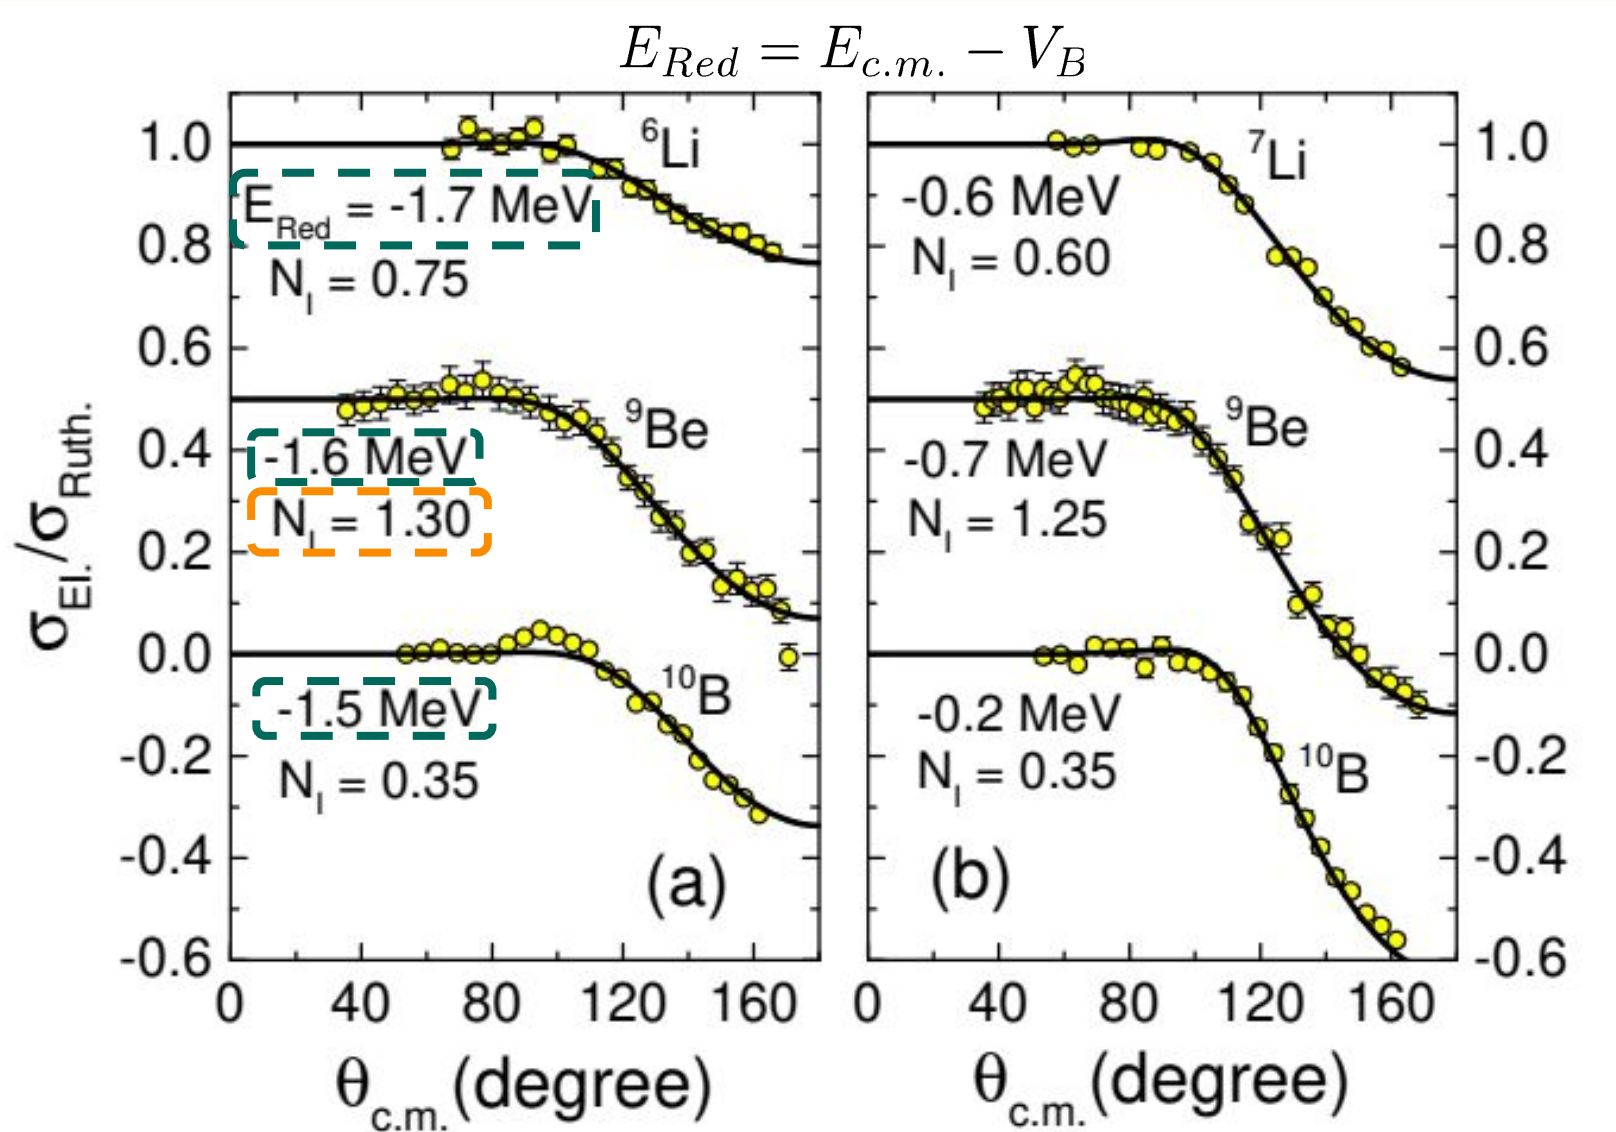 E_Red = E_c.m. − V_B
σ_El./σ_Ruth.
1.0
0.8
0.6
0.4
0.2
0.0
-0.2
-0.4
-0.6
⁶Li
E_Red = -1.7 MeV
N_I = 0.75
⁹Be
-1.6 MeV
N_I = 1.30
¹⁰B
-1.5 MeV
N_I = 0.35
(a)
0 40 80 120 160
θ_c.m. (degree)
⁷Li
-0.6 MeV
N_I = 0.60
⁹Be
-0.7 MeV
N_I = 1.25
-0.2 MeV
N_I = 0.35
¹⁰B
(b)
1.0
0.8
0.6
0.4
0.2
0.0
-0.2
-0.4
-0.6
0 40 80 120 160
θ_c.m. (degree)